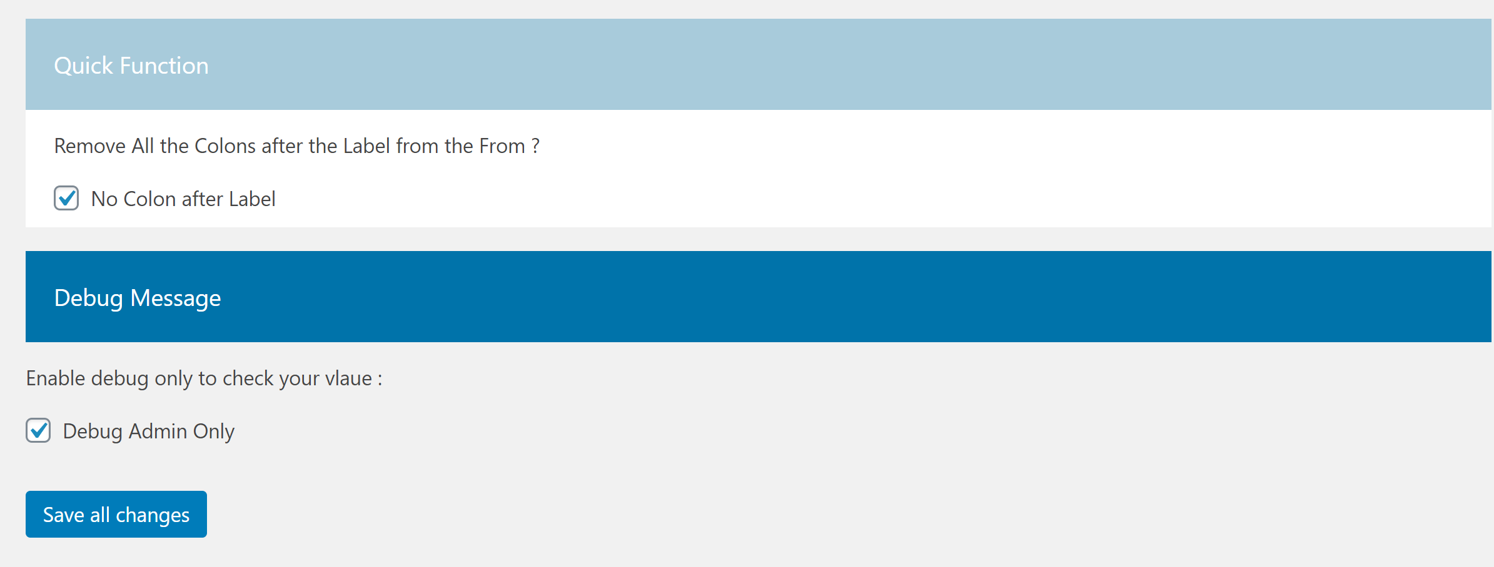 Quick Function
Remove All the Colons after the Label from the From ?
No Colon after Label
Debug Message
Enable debug only to check your vlaue :
Debug Admin Only
Save all changes